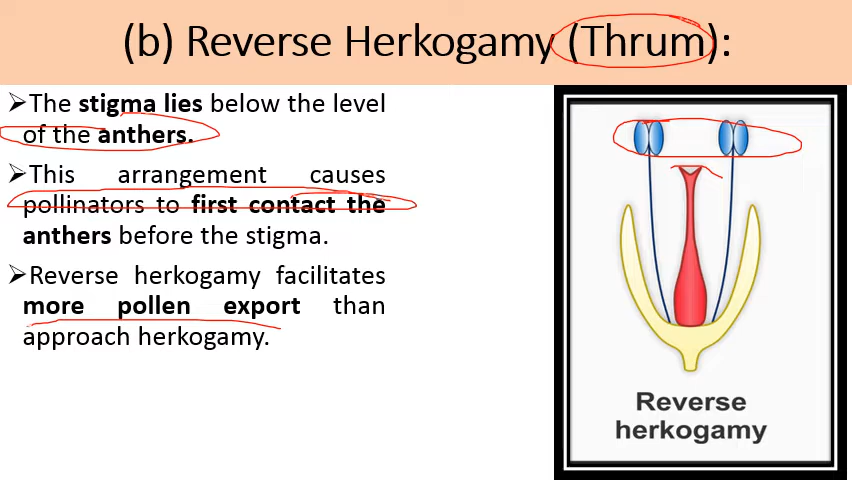 (b) Reverse Herkogamy (Thrum):
➢The stigma lies below the level
of the anthers.
➢This arrangement causes
pollinators to first contact the
anthers before the stigma.
➢Reverse herkogamy facilitates
more pollen export than
approach herkogamy.
Reverse
herkogamy